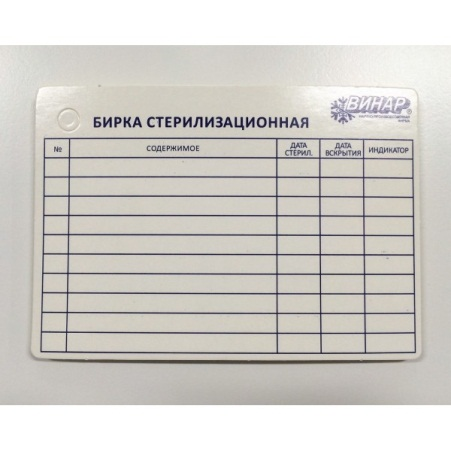 ВИНАР®
БИРКА СТЕРИЛИЗАЦИОННАЯ
№ СОДЕРЖИМОЕ ДАТА СТЕРИЛ. ДАТА ВСКРЫТИЯ ИНДИКАТОР